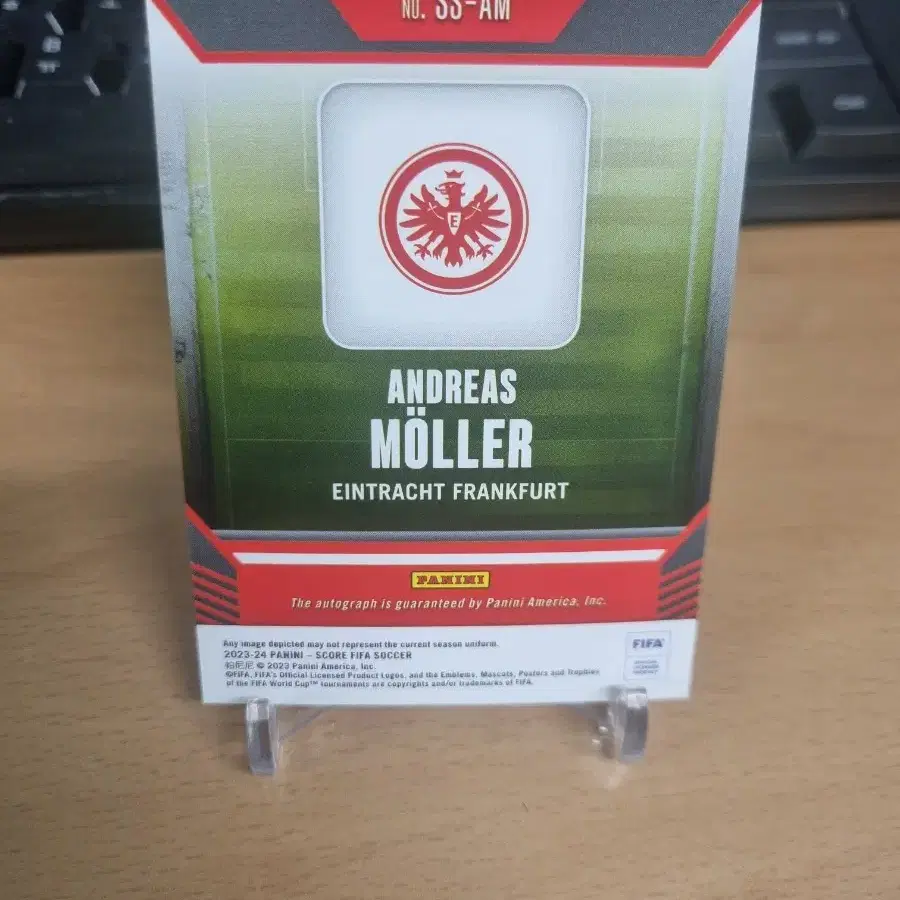 NO. SS-AM
E
ANDREAS
MÖLLER
EINTRACHT FRANKFURT
PANINI
The autograph is guaranteed by Panini America, Inc.
Any image depicted may not represent the current season uniform.
2023-24 PANINI – SCORE FIFA SOCCER
© 2023 Panini America, Inc.
©FIFA, FIFA's Official Licensed Product Logos, and the Emblems, Mascots, Posters and Trophies
of the FIFA World Cup™ tournaments are copyrights and/or trademarks of FIFA.
FIFA
OFFICIAL
LICENSED
PRODUCT